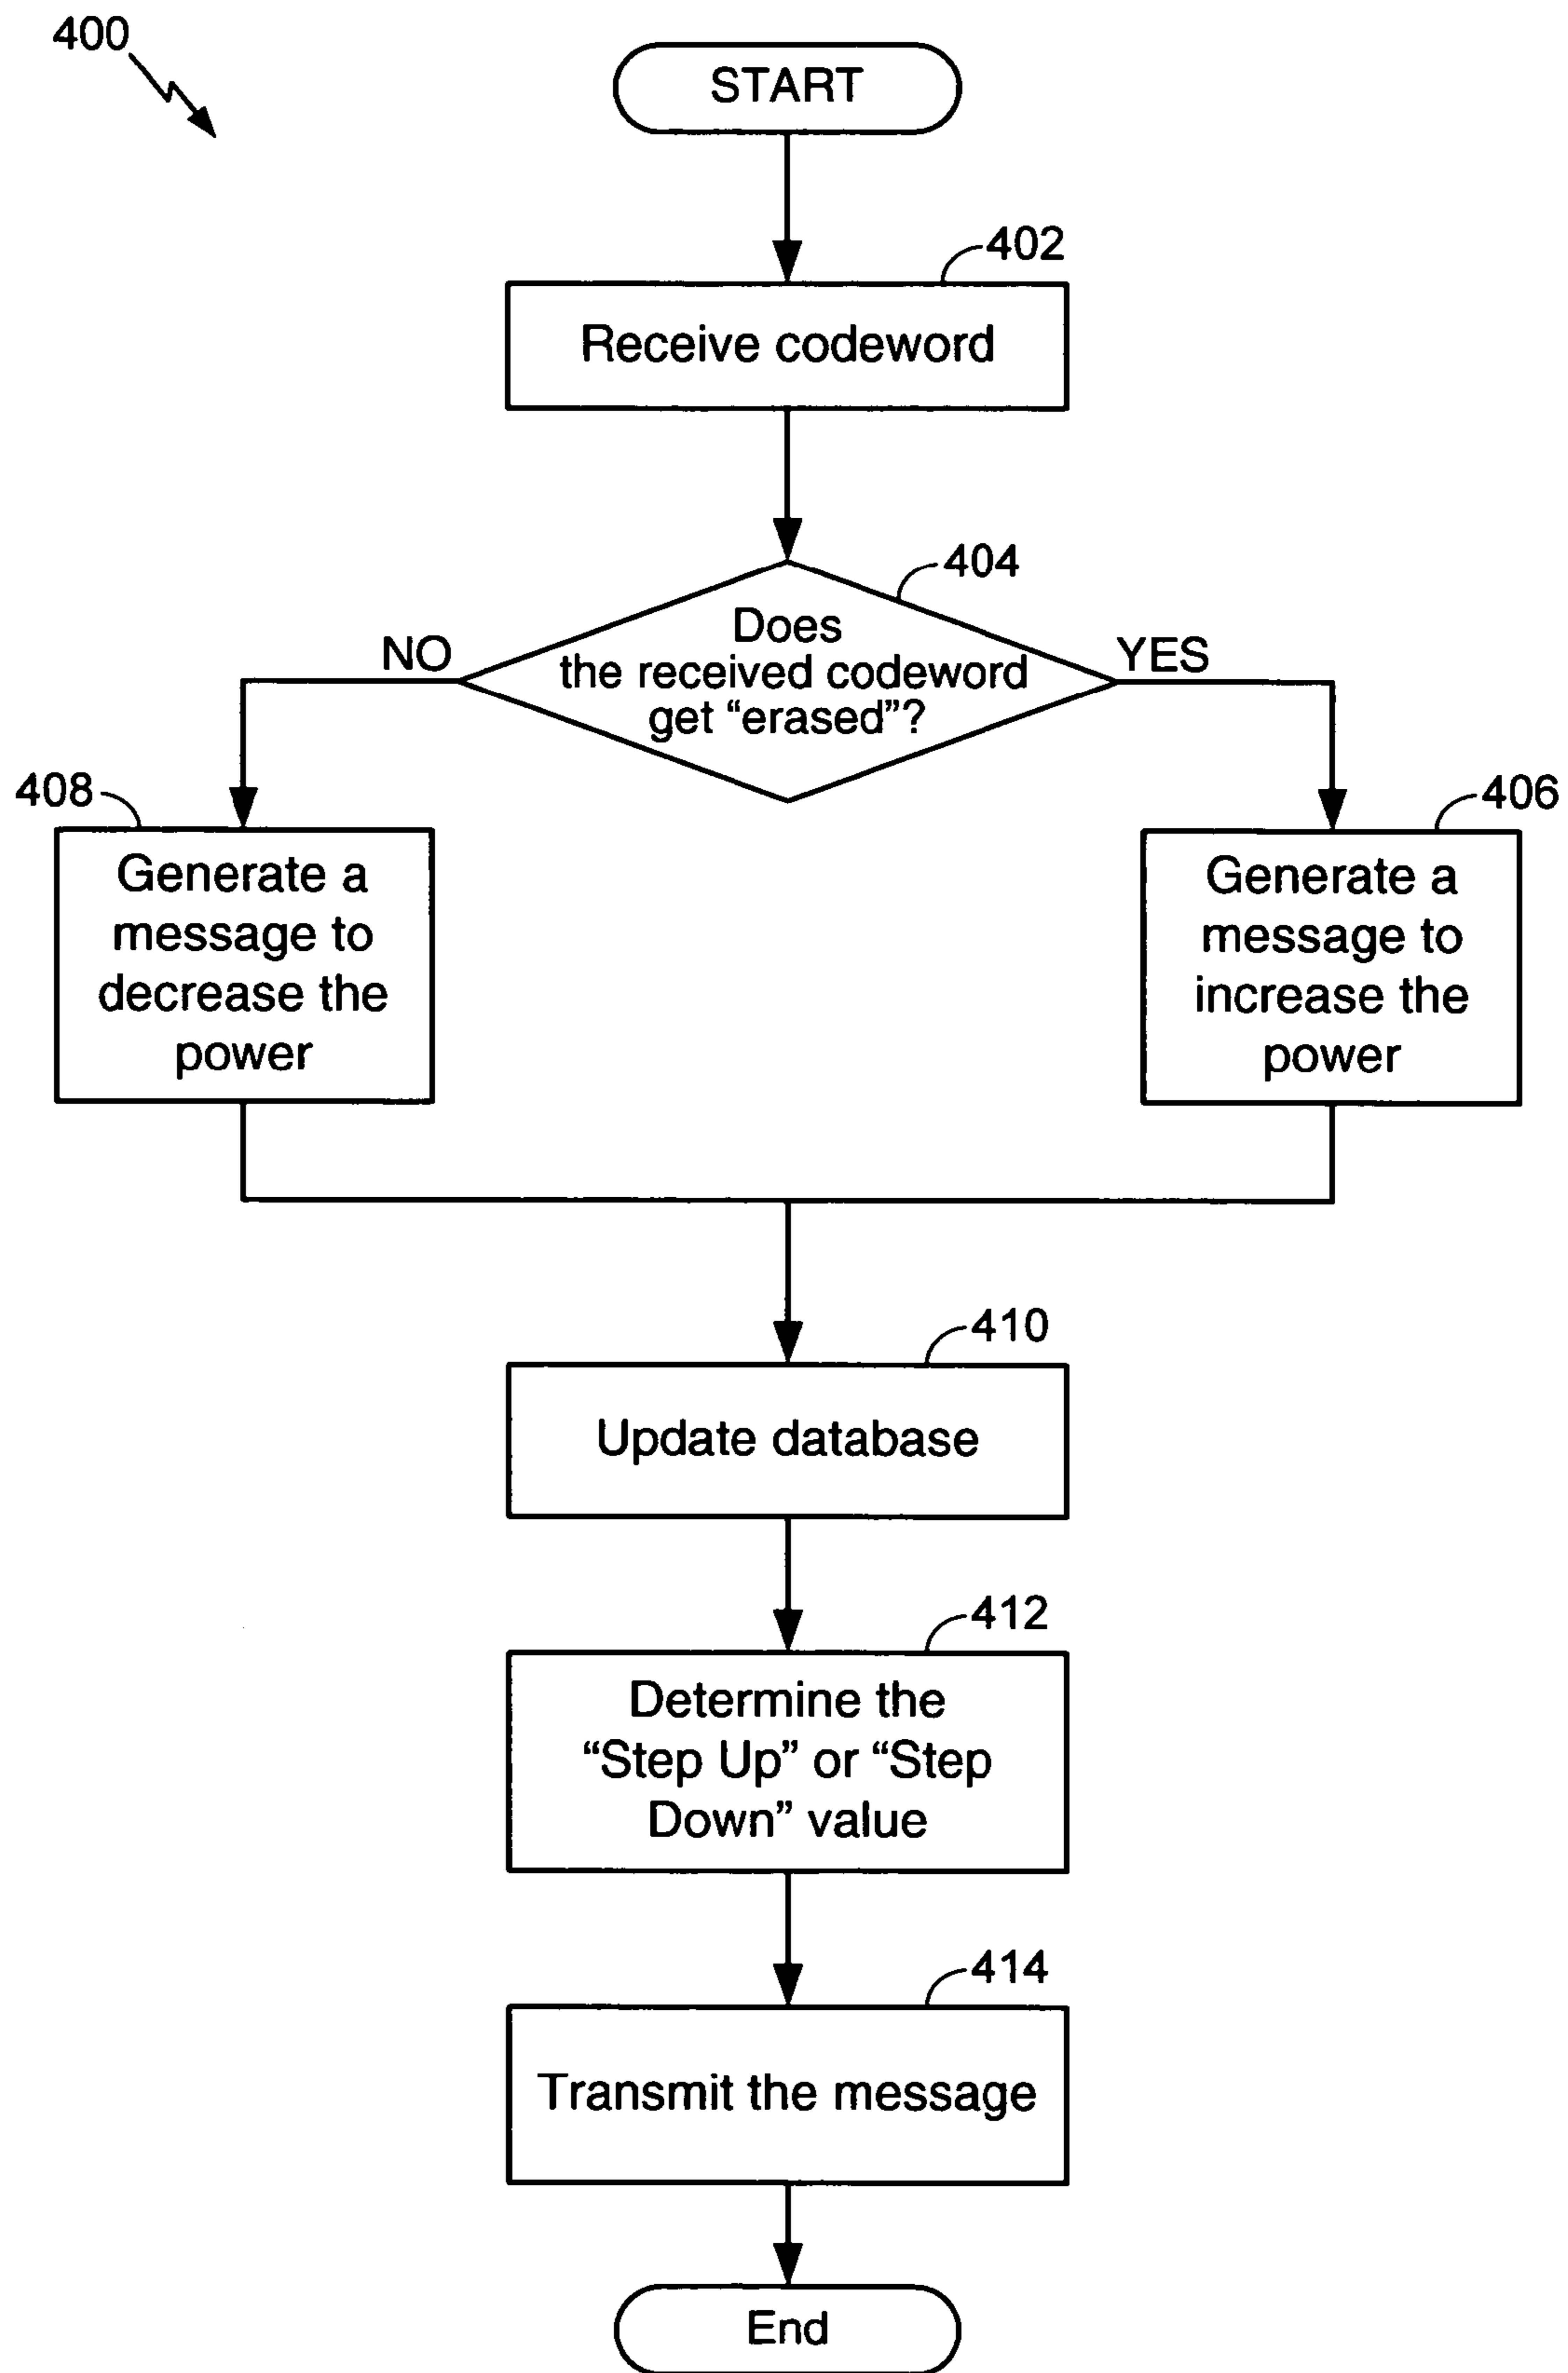 400
START
402
Receive codeword
404
Does
the received codeword
get “erased”?
NO
YES
408
Generate a
message to
decrease the
power
406
Generate a
message to
increase the
power
410
Update database
412
Determine the
“Step Up” or “Step
Down” value
414
Transmit the message
End